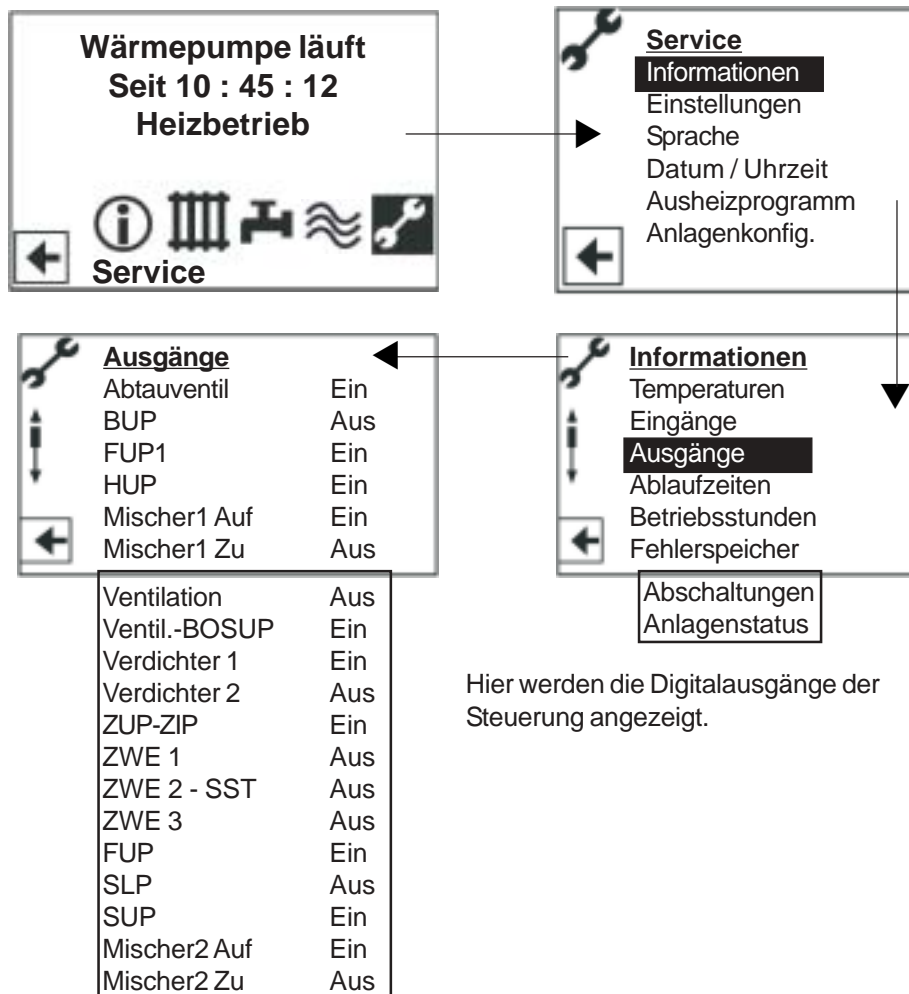 Wärmepumpe läuft
Seit 10 : 45 : 12
Heizbetrieb
Service
Service
Informationen
Einstellungen
Sprache
Datum / Uhrzeit
Ausheizprogramm
Anlagenkonfig.
Informationen
Temperaturen
Eingänge
Ausgänge
Ablaufzeiten
Betriebsstunden
Fehlerspeicher
Abschaltungen
Anlagenstatus
Ausgänge
Abtauventil Ein
BUP Aus
FUP1 Ein
HUP Ein
Mischer1 Auf Ein
Mischer1 Zu Aus
Ventilation Aus
Ventil.-BOSUP Ein
Verdichter 1 Ein
Verdichter 2 Aus
ZUP-ZIP Ein
ZWE 1 Aus
ZWE 2 - SST Aus
ZWE 3 Aus
FUP Ein
SLP Aus
SUP Ein
Mischer2 Auf Ein
Mischer2 Zu Aus
Hier werden die Digitalausgänge der
Steuerung angezeigt.